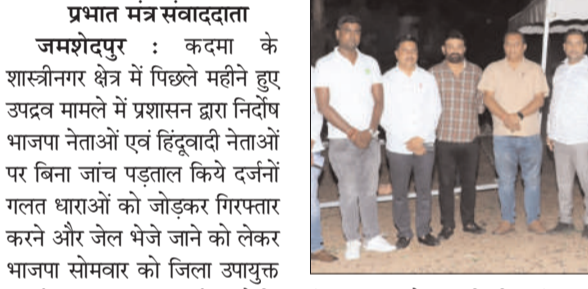 प्रभात मंत्र संवाददाता
जमशेदपुर : कदमा के
शास्त्रीनगर क्षेत्र में पिछले महीने हुए
उपद्रव मामले में प्रशासन द्वारा निर्दोष
भाजपा नेताओं एवं हिंदूवादी नेताओं
पर बिना जांच पड़ताल किये दर्जनों
गलत धाराओं को जोड़कर गिरफ्तार
करने और जेल भेजे जाने को लेकर
भाजपा सोमवार को जिला उपायुक्त